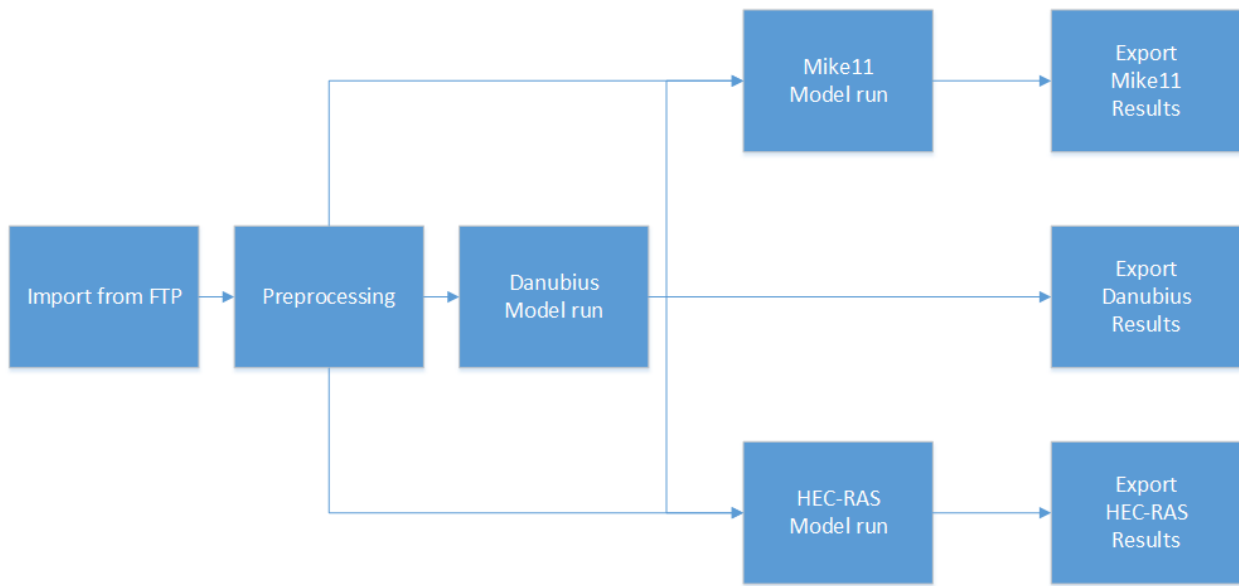 Mike11
Model run
Export
Mike11
Results
Import from FTP
Preprocessing
Danubius
Model run
Export
Danubius
Results
HEC-RAS
Model run
Export
HEC-RAS
Results